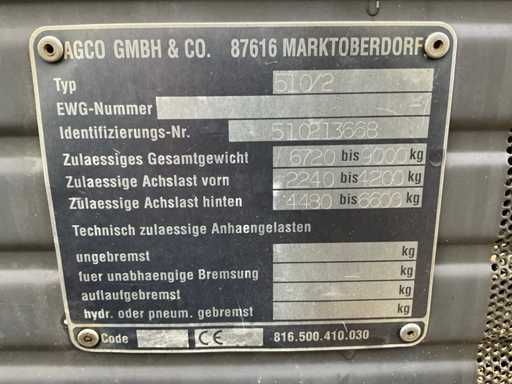 AGCO GMBH & CO. 87616 MARKTOBERDORF
Typ 510/2
EWG-Nummer
Identifizierungs-Nr. 510213668
Zulaessiges Gesamtgewicht 6720 bis 9000 kg
Zulaessige Achslast vorn 2240 bis 4200 kg
Zulaessige Achslast hinten 4480 bis 6600 kg
Technisch zulaessige Anhaengelasten
ungebremst kg
fuer unabhaengige Bremsung kg
auflaufgebremst kg
hydr. oder pneum. gebremst kg
Code CE 816.500.410.030